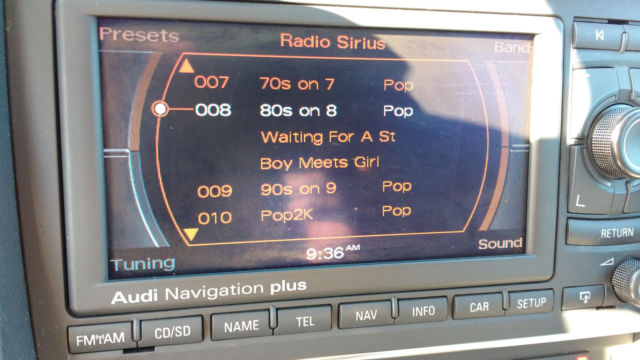 Presets Radio Sirius Band
007 70s on 7 Pop
008 80s on 8 Pop
Waiting For A St
Boy Meets Girl
009 90s on 9 Pop
010 Pop2K Pop
9:36 AM
Tuning Sound
Audi Navigation plus
FM/AM CD/SD NAME TEL NAV INFO CAR SETUP
RETURN
L